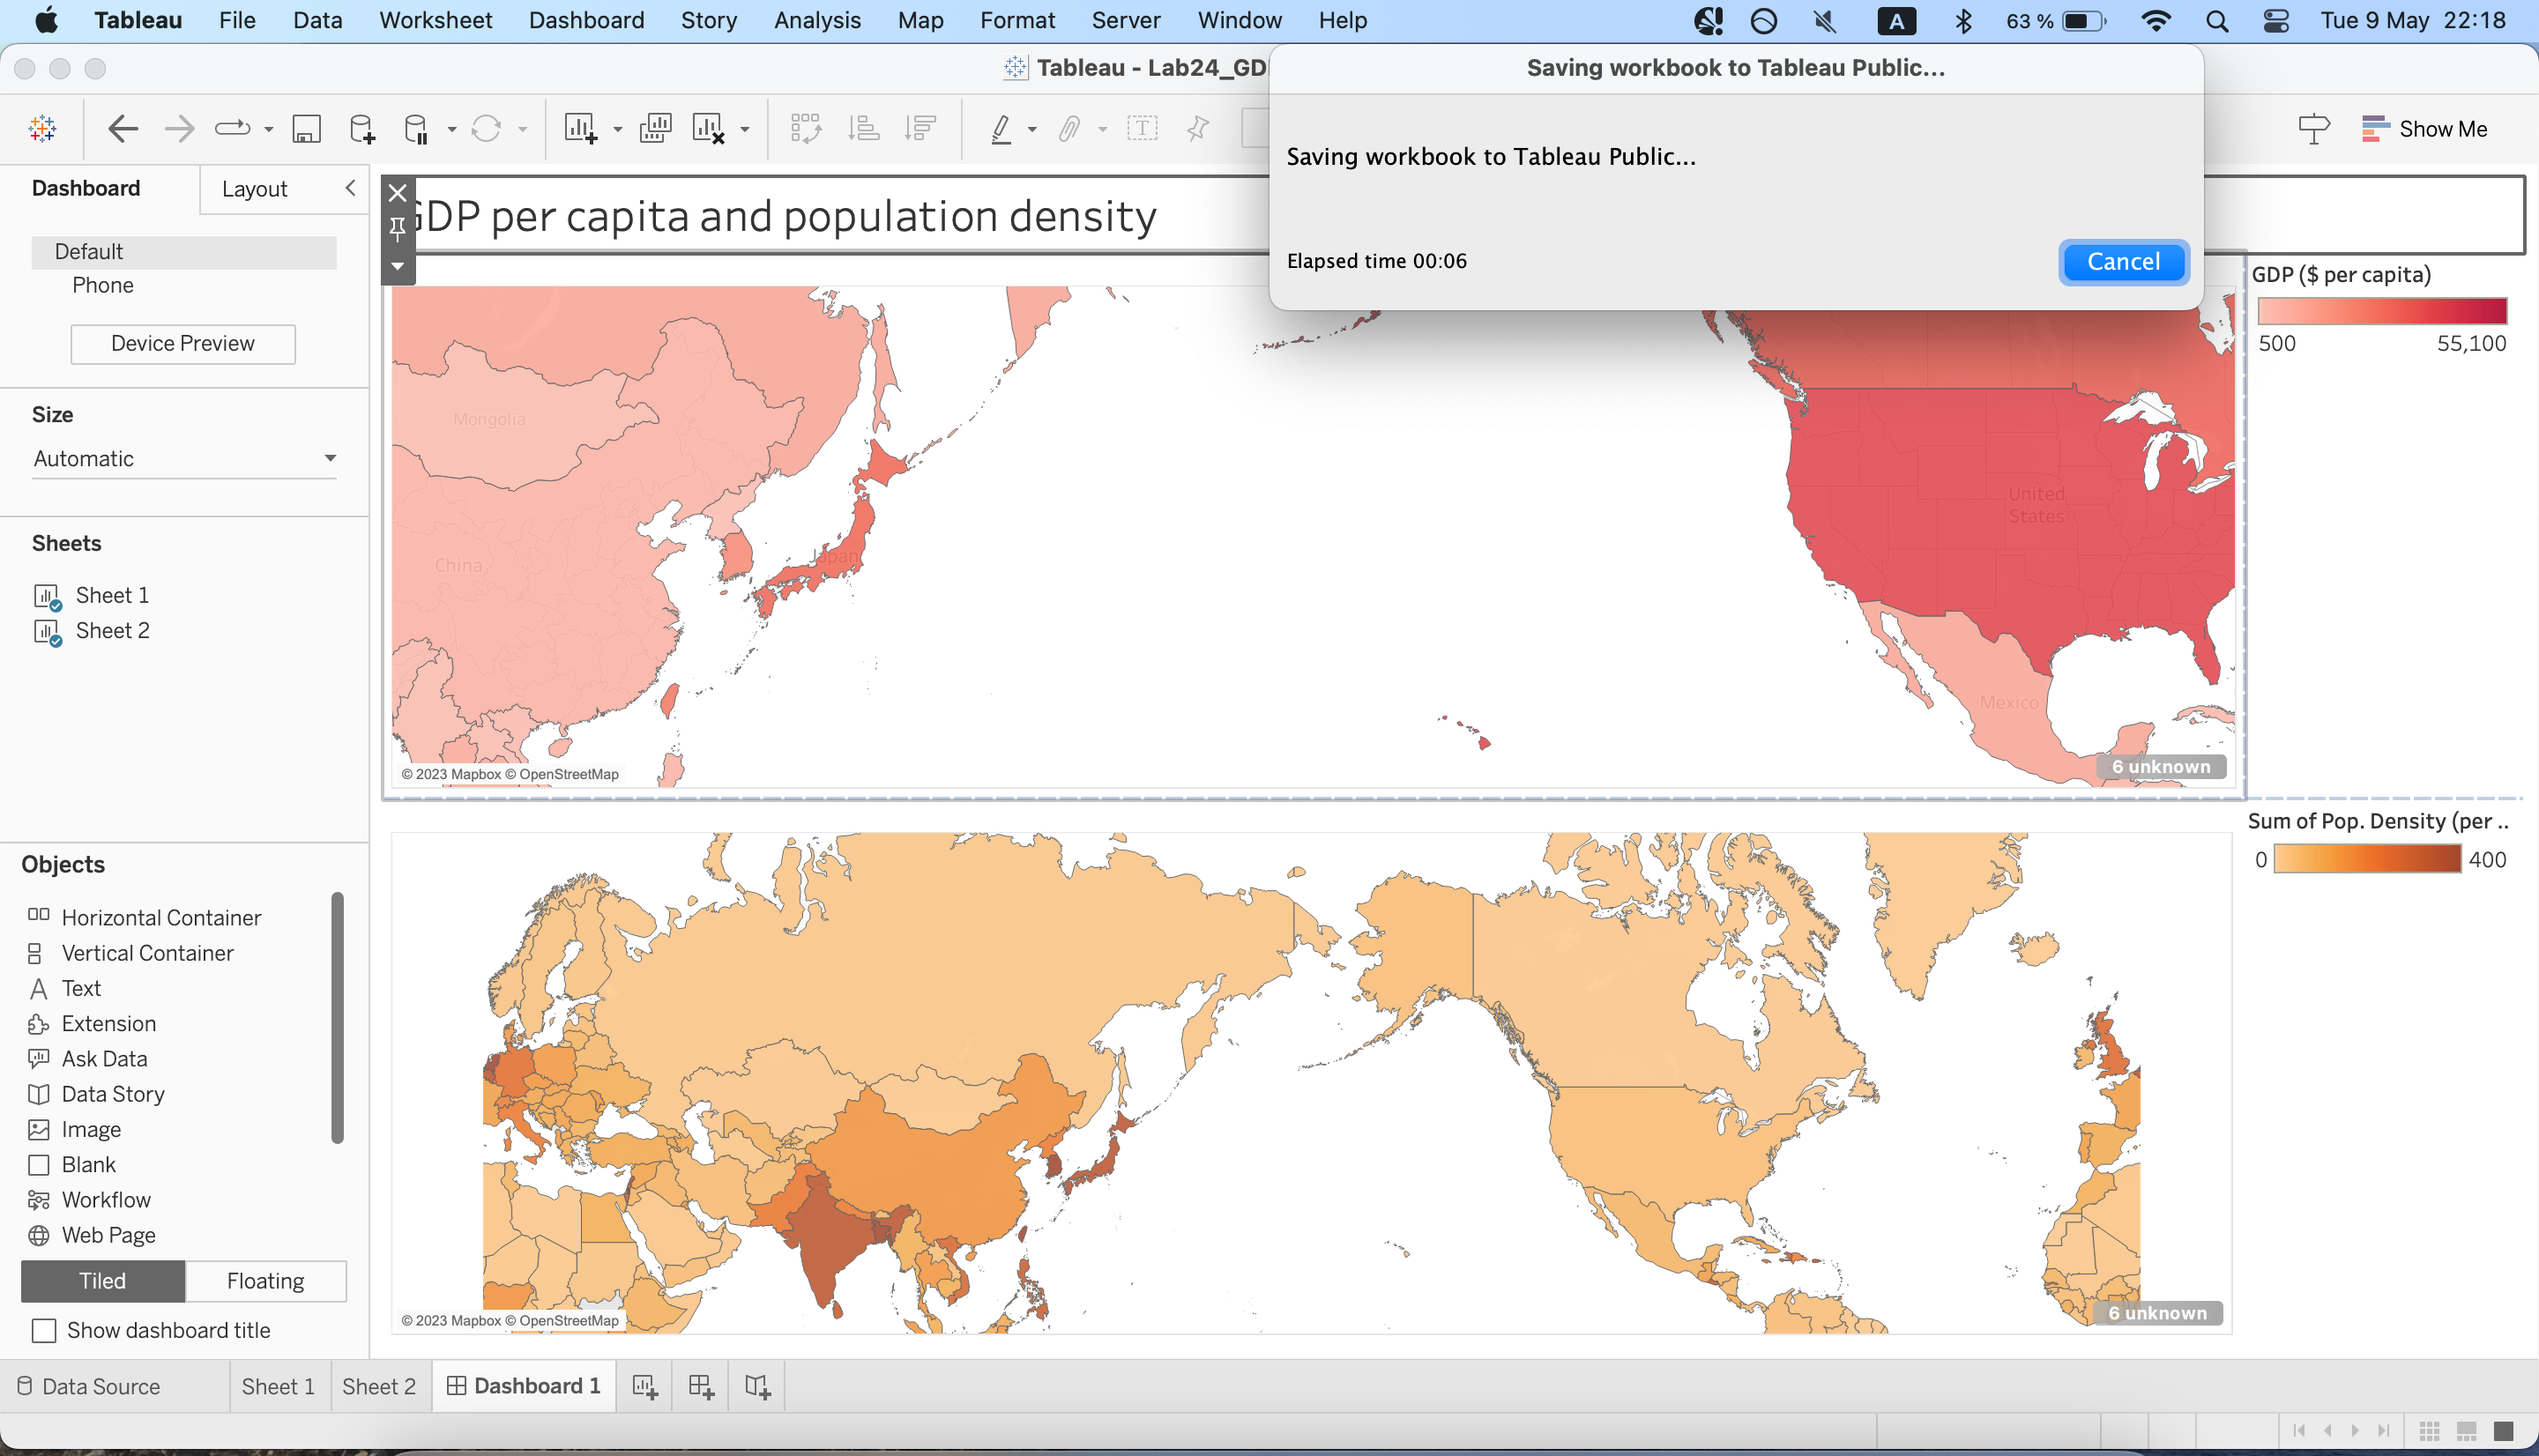 Tableau File Data Worksheet Dashboard Story Analysis Map Format Server Window Help A 63 % Tue 9 May 22:18
Tableau - Lab24_GD
Saving workbook to Tableau Public...
Show Me
Saving workbook to Tableau Public...
Elapsed time 00:06
Cancel
Dashboard Layout
Default
Phone
Device Preview
Size
Automatic
Sheets
Sheet 1
Sheet 2
Objects
Horizontal Container
Vertical Container
Text
Extension
Ask Data
Data Story
Image
Blank
Workflow
Web Page
Tiled Floating
Show dashboard title
GDP per capita and population density
Mongolia
China
Japan
United
States
Mexico
© 2023 Mapbox © OpenStreetMap
6 unknown
GDP ($ per capita)
500 55,100
Sum of Pop. Density (per ..
0 400
© 2023 Mapbox © OpenStreetMap
6 unknown
Data Source Sheet 1 Sheet 2 Dashboard 1